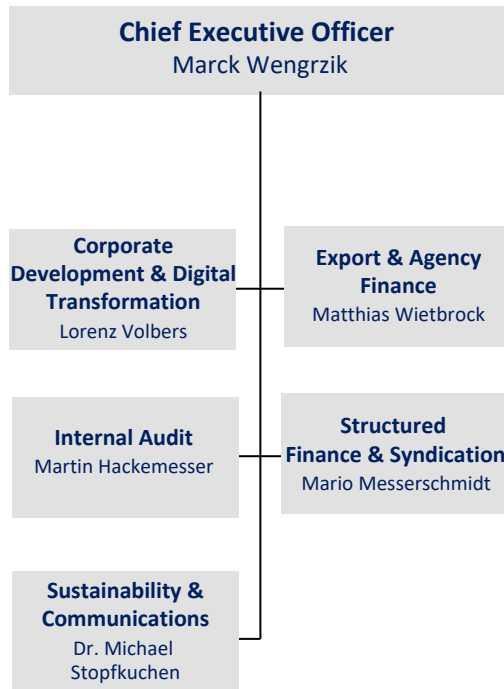 Chief Executive Officer
Marck Wengrzik
Corporate
Development & Digital
Transformation
Lorenz Volbers
Export & Agency
Finance
Matthias Wietbrock
Internal Audit
Martin Hackemesser
Structured
Finance & Syndication
Mario Messerschmidt
Sustainability &
Communications
Dr. Michael
Stopfkuchen